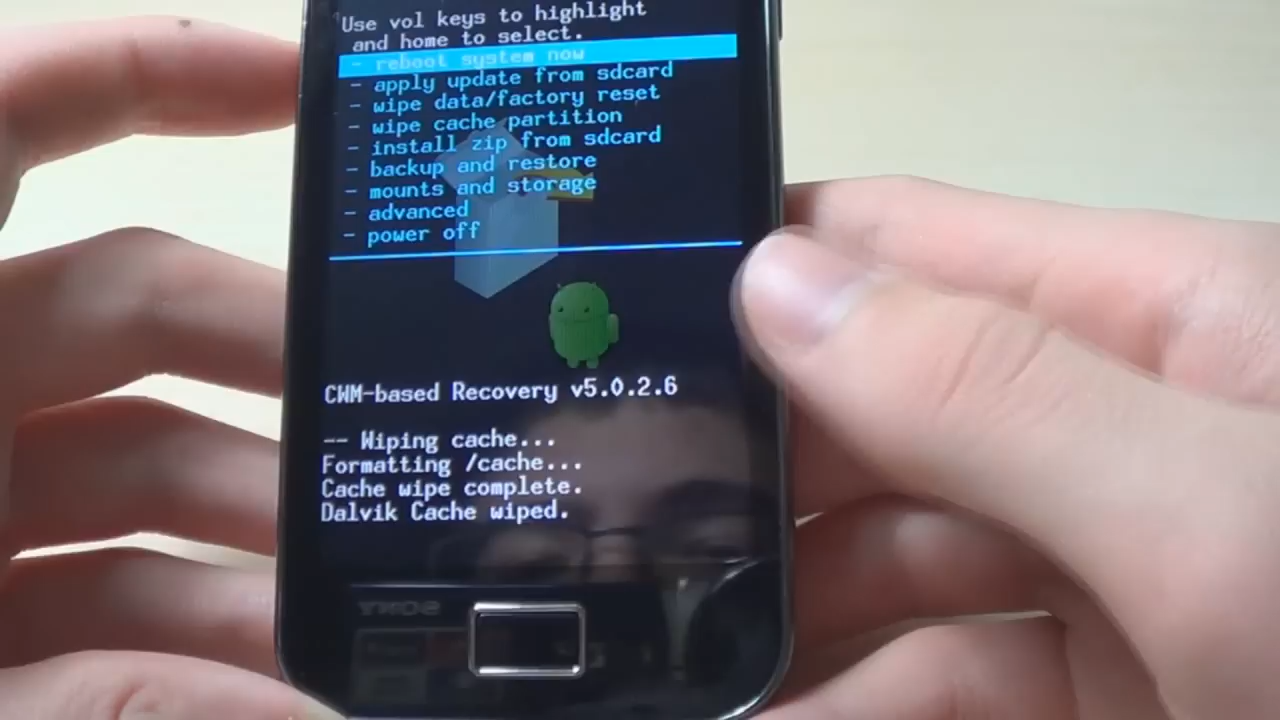 Use vol keys to highlight
and home to select.
- reboot system now
- apply update from sdcard
- wipe data/factory reset
- wipe cache partition
- install zip from sdcard
- backup and restore
- mounts and storage
- advanced
- power off
CWM-based Recovery v5.0.2.6
-- Wiping cache...
Formatting /cache...
Cache wipe complete.
Dalvik Cache wiped.
SONY